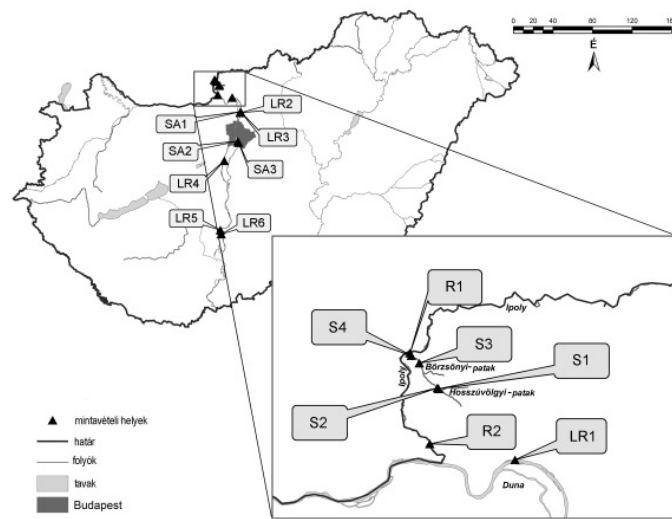 0 40 80 120 160
É
SA1
LR2
LR3
SA2
SA3
LR4
LR5
LR6
R1
Ipoly
S4
S3
S1
Ipoly
Börzsönyi-patak
Hosszúvölgyi-patak
S2
R2
LR1
Duna
mintavételi helyek
határ
folyók
tavak
Budapest